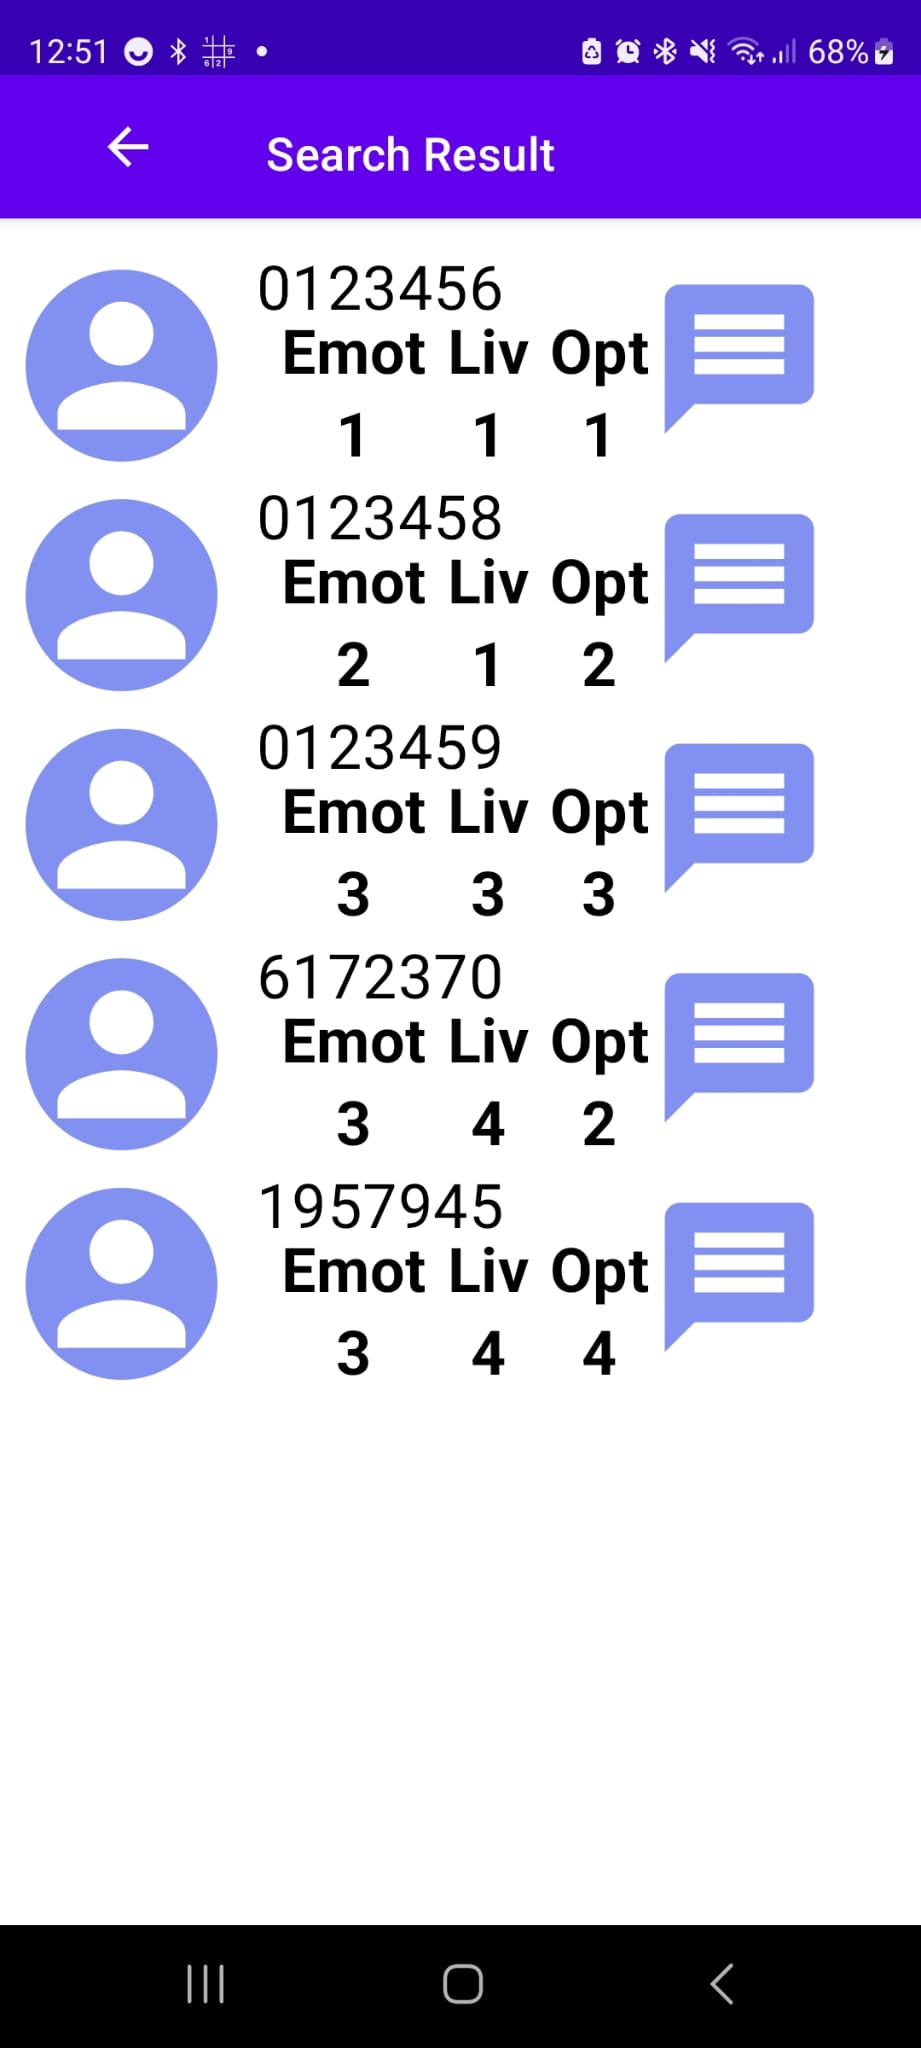 12:51 68%
Search Result
0123456
Emot Liv Opt
1 1 1
0123458
Emot Liv Opt
2 1 2
0123459
Emot Liv Opt
3 3 3
6172370
Emot Liv Opt
3 4 2
1957945
Emot Liv Opt
3 4 4